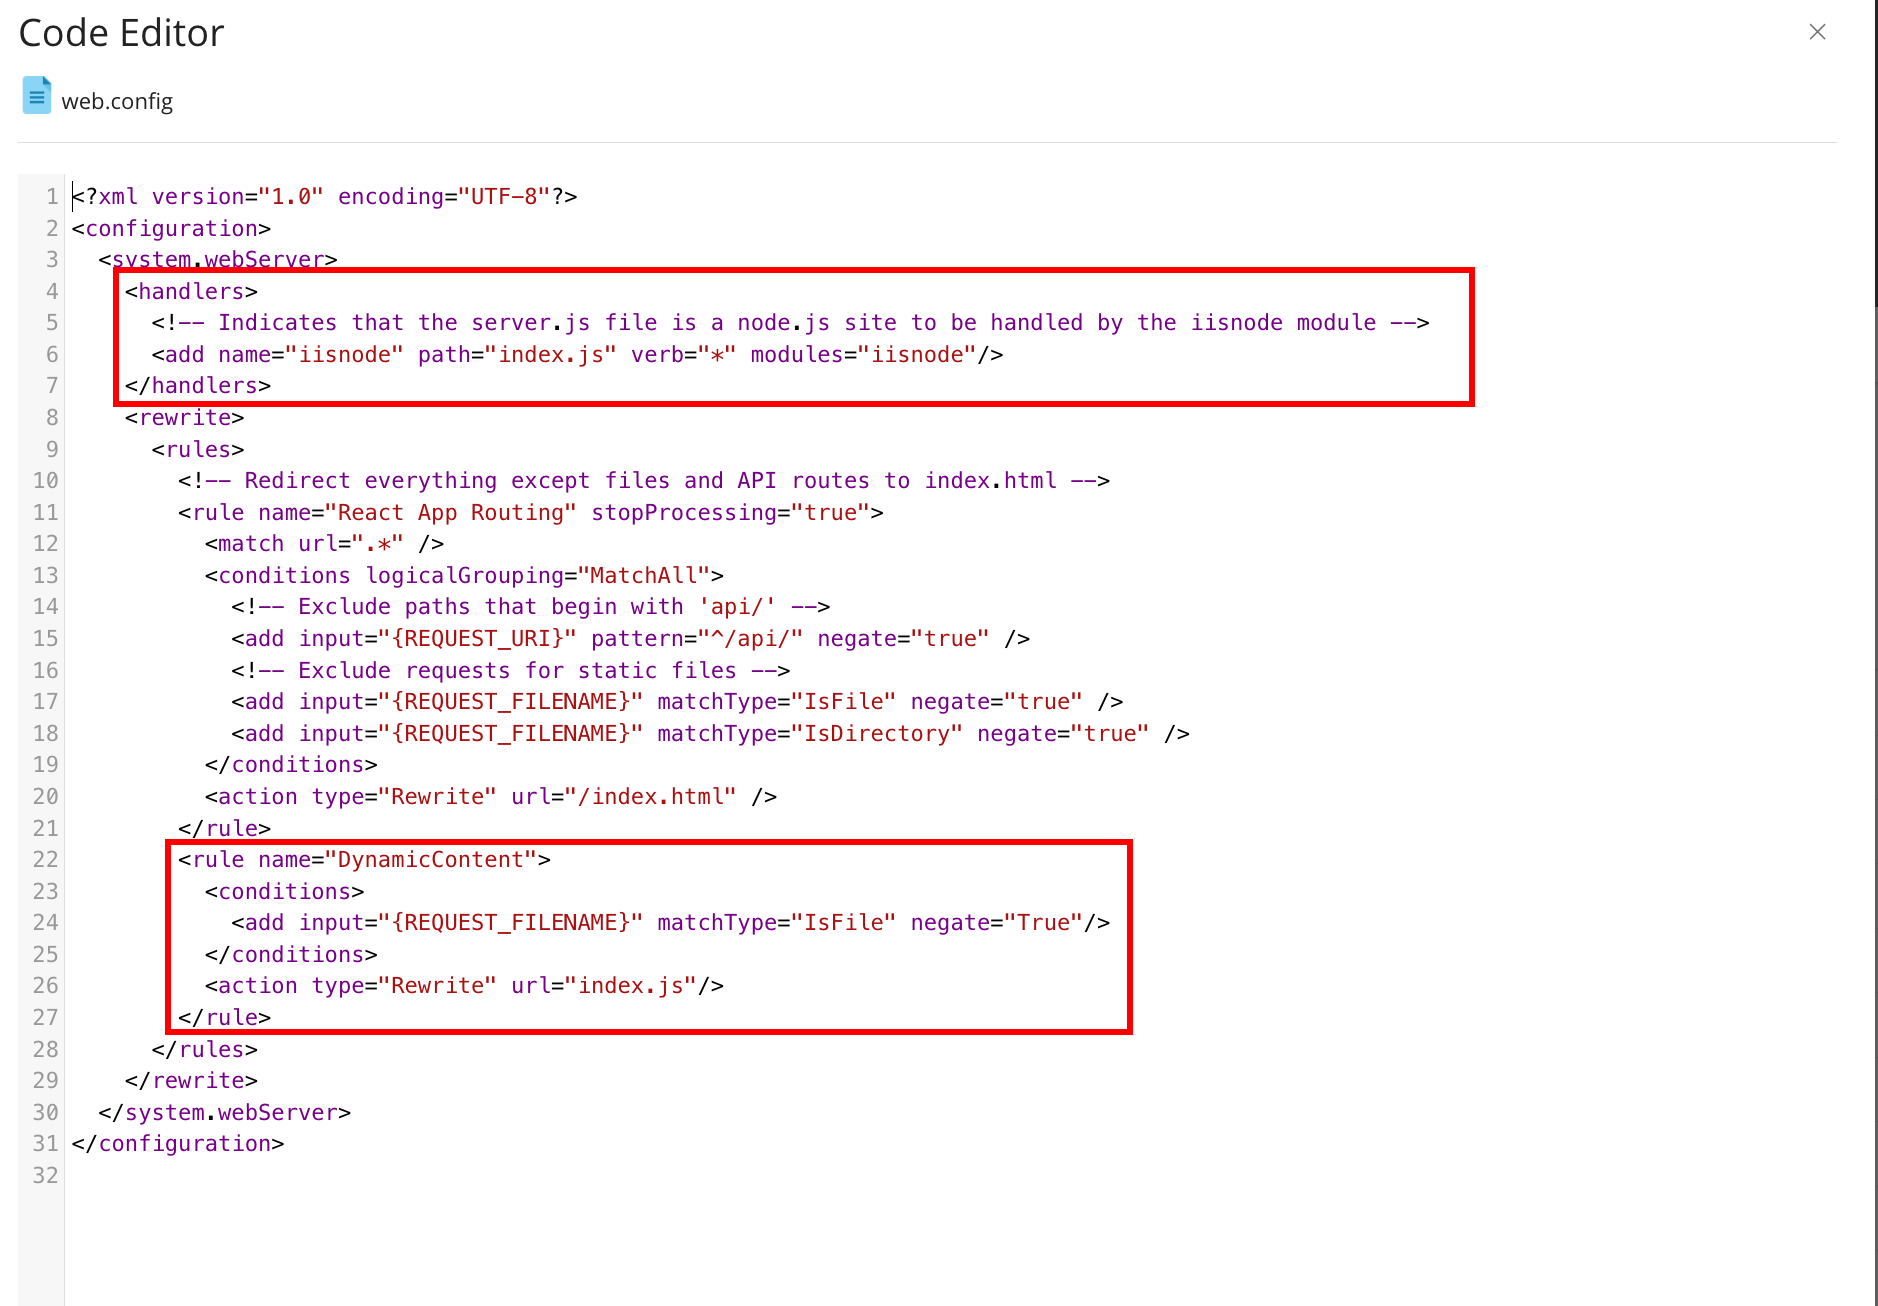 Code Editor
web.config
1 <?xml version="1.0" encoding="UTF-8"?>
2 <configuration>
3   <system.webServer>
4     <handlers>
5       <!-- Indicates that the server.js file is a node.js site to be handled by the iisnode module -->
6       <add name="iisnode" path="index.js" verb="*" modules="iisnode"/>
7     </handlers>
8     <rewrite>
9       <rules>
10         <!-- Redirect everything except files and API routes to index.html -->
11         <rule name="React App Routing" stopProcessing="true">
12           <match url=".*" />
13           <conditions logicalGrouping="MatchAll">
14             <!-- Exclude paths that begin with 'api/' -->
15             <add input="{REQUEST_URI}" pattern="^/api/" negate="true" />
16             <!-- Exclude requests for static files -->
17             <add input="{REQUEST_FILENAME}" matchType="IsFile" negate="true" />
18             <add input="{REQUEST_FILENAME}" matchType="IsDirectory" negate="true" />
19           </conditions>
20           <action type="Rewrite" url="/index.html" />
21         </rule>
22         <rule name="DynamicContent">
23           <conditions>
24             <add input="{REQUEST_FILENAME}" matchType="IsFile" negate="True"/>
25           </conditions>
26           <action type="Rewrite" url="index.js"/>
27         </rule>
28       </rules>
29     </rewrite>
30   </system.webServer>
31 </configuration>
32